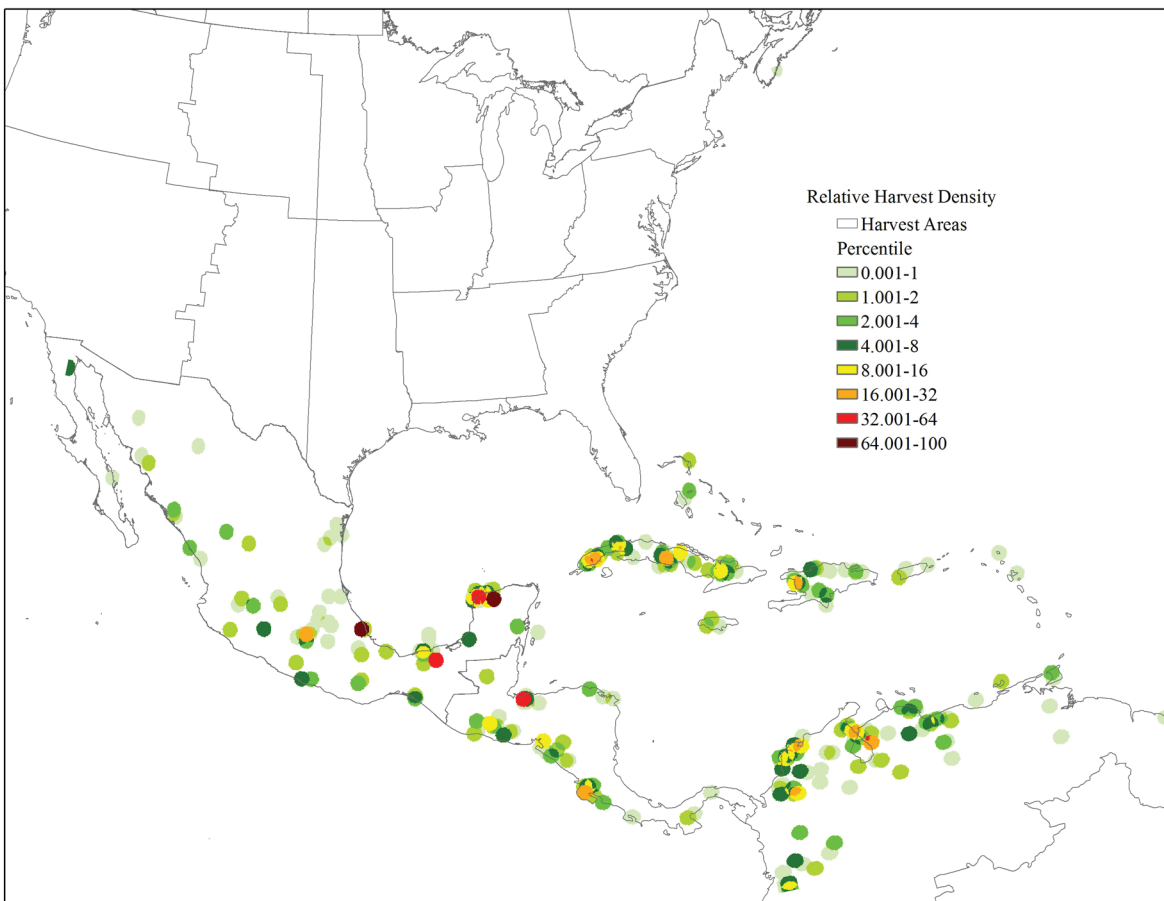 Relative Harvest Density
Harvest Areas
Percentile
0.001-1
1.001-2
2.001-4
4.001-8
8.001-16
16.001-32
32.001-64
64.001-100